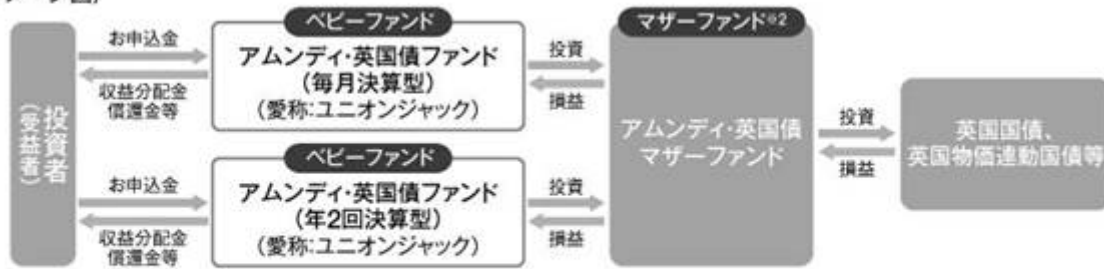 ベビーファンド
マザーファンド※2
お申込金
アムンディ・英国債ファンド
(毎月決算型)
(愛称:ユニオンジャック)
投資
収益分配金
償還金等
損益
投資者
(受益者)
アムンディ・英国債
マザーファンド
投資
損益
英国国債、
英国物価連動国債等
ベビーファンド
お申込金
アムンディ・英国債ファンド
(年2回決算型)
(愛称:ユニオンジャック)
投資
収益分配金
償還金等
損益